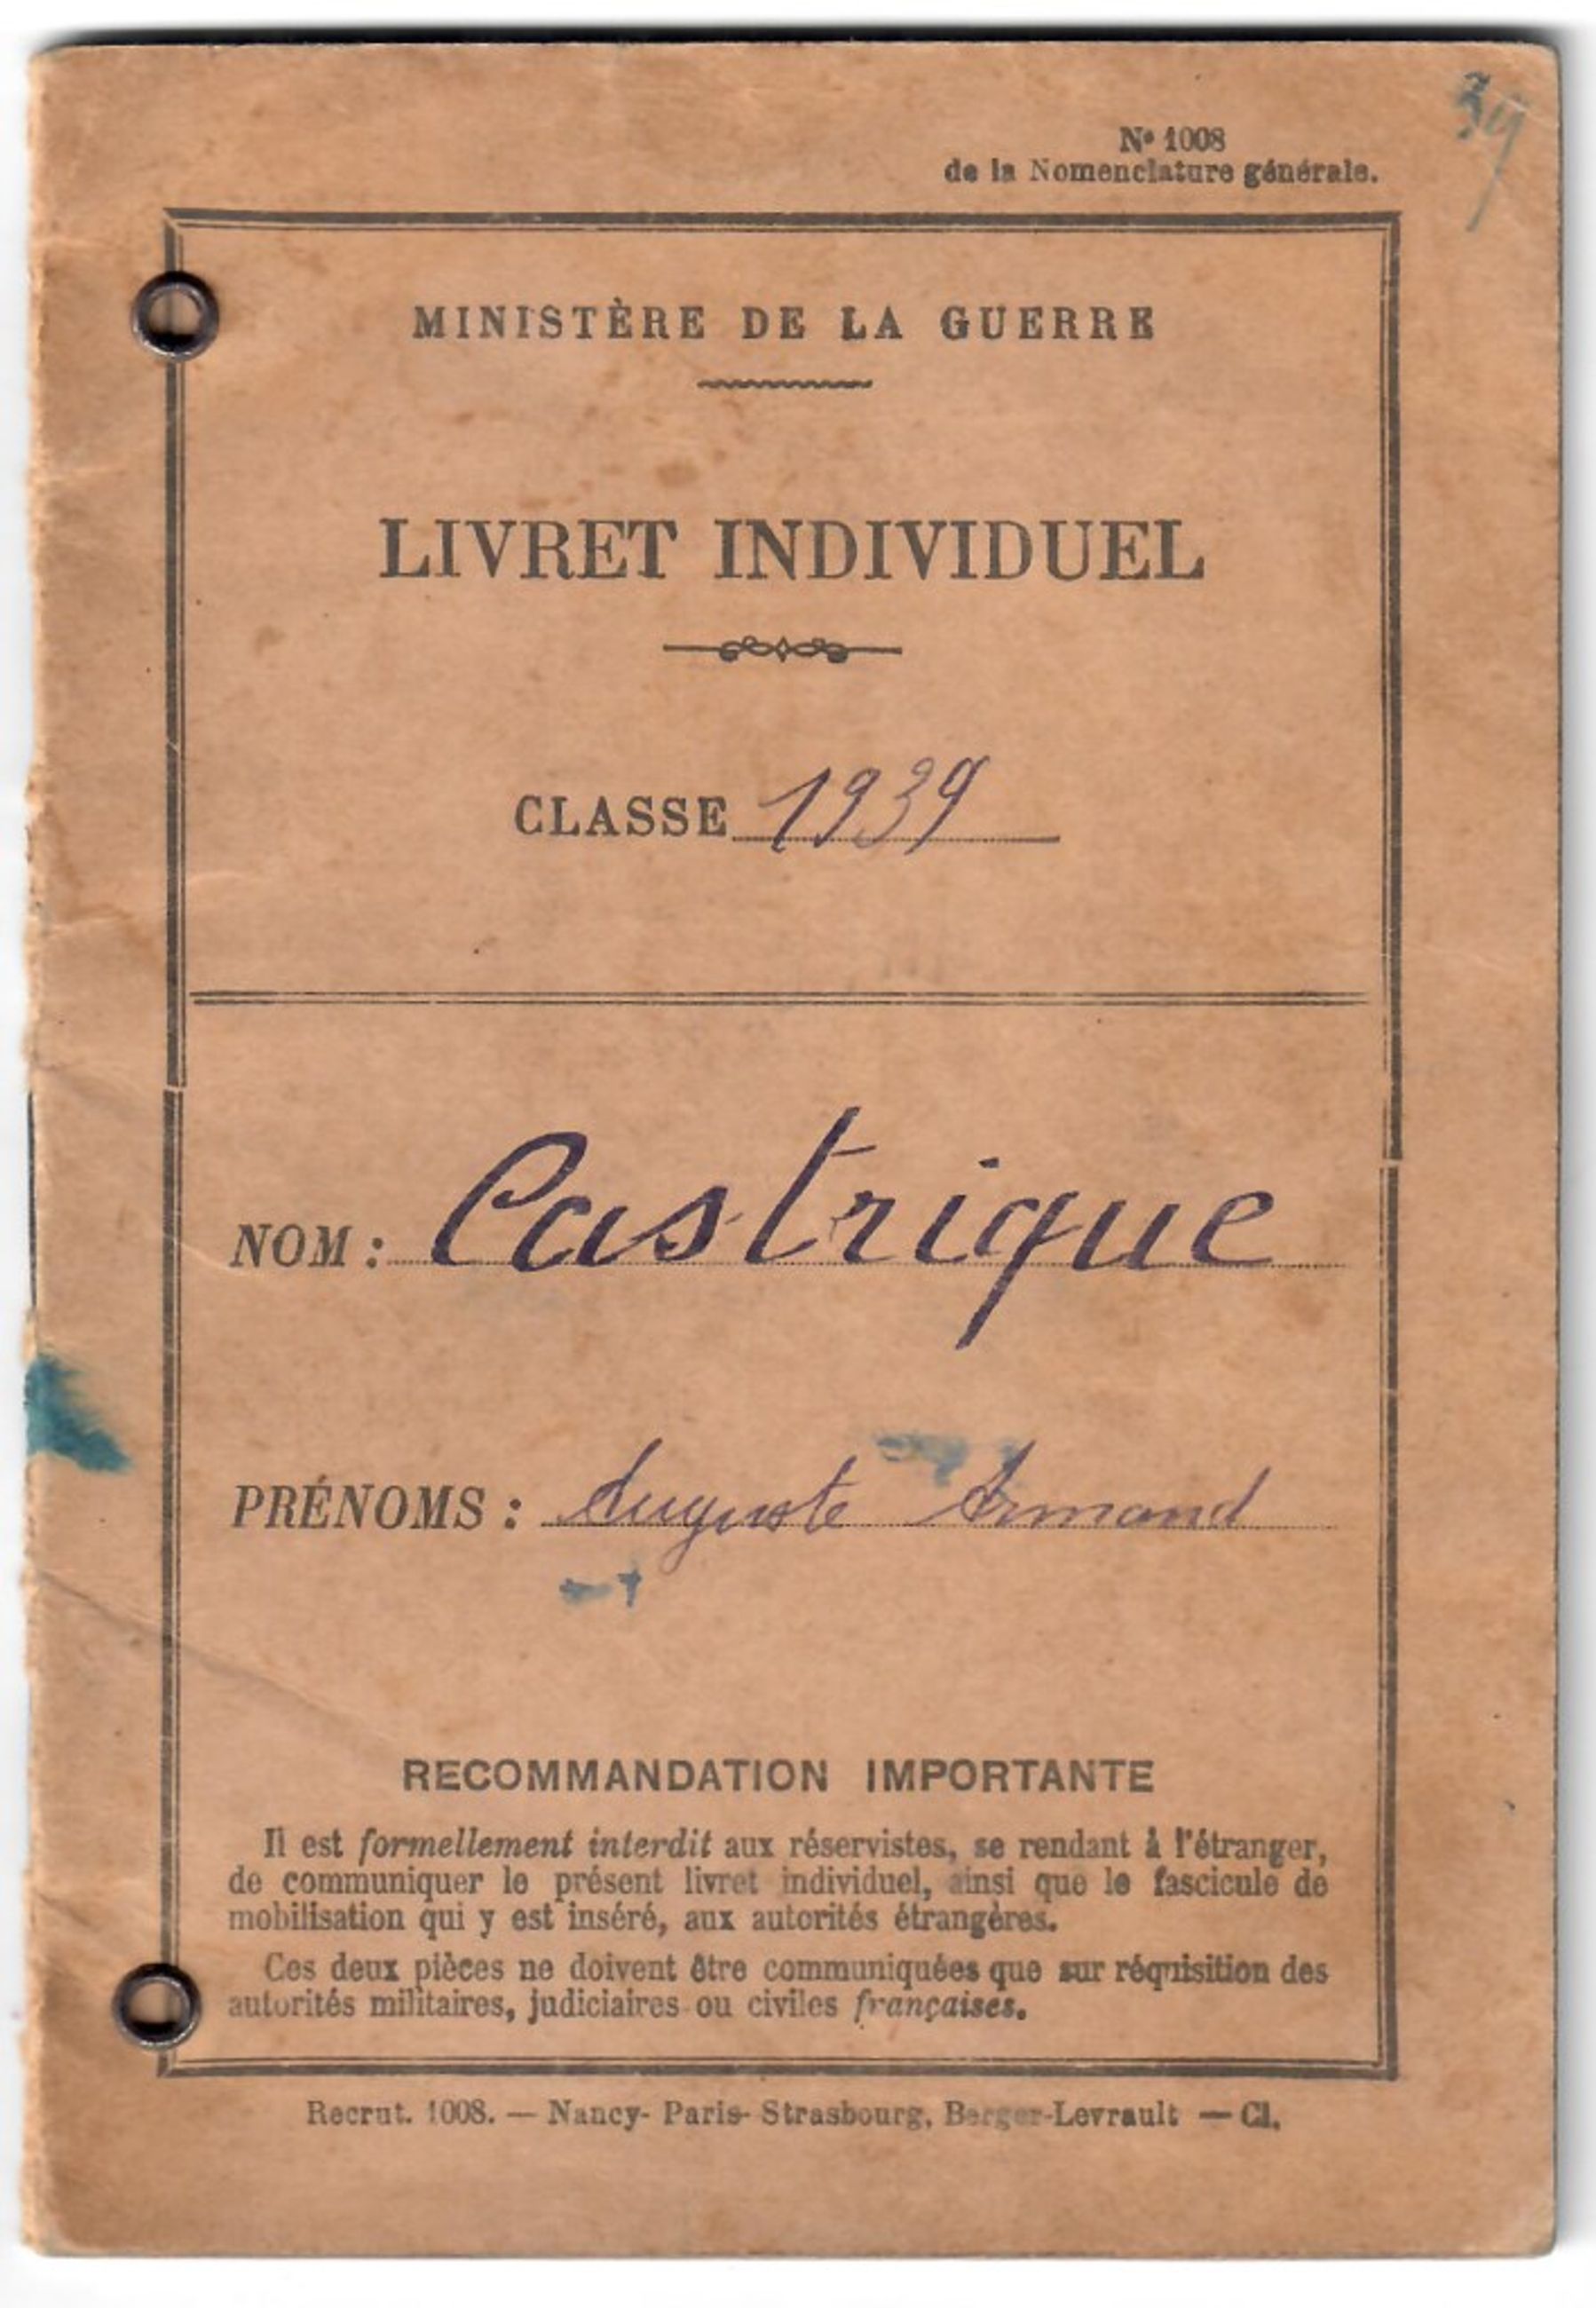 39
Nº 1008
de la Nomenclature générale.
MINISTÈRE DE LA GUERRE
LIVRET INDIVIDUEL
CLASSE 1939
NOM : Castrique
PRÉNOMS : Auguste Armand
RECOMMANDATION IMPORTANTE
Il est formellement interdit aux réservistes, se rendant à l'étranger,
de communiquer le présent livret individuel, ainsi que le fascicule de
mobilisation qui y est inséré, aux autorités étrangères.
Ces deux pièces ne doivent être communiquées que sur réquisition des
autorités militaires, judiciaires ou civiles françaises.
Recrut. 1008. — Nancy- Paris- Strasbourg, Berger-Levrault — Cl.